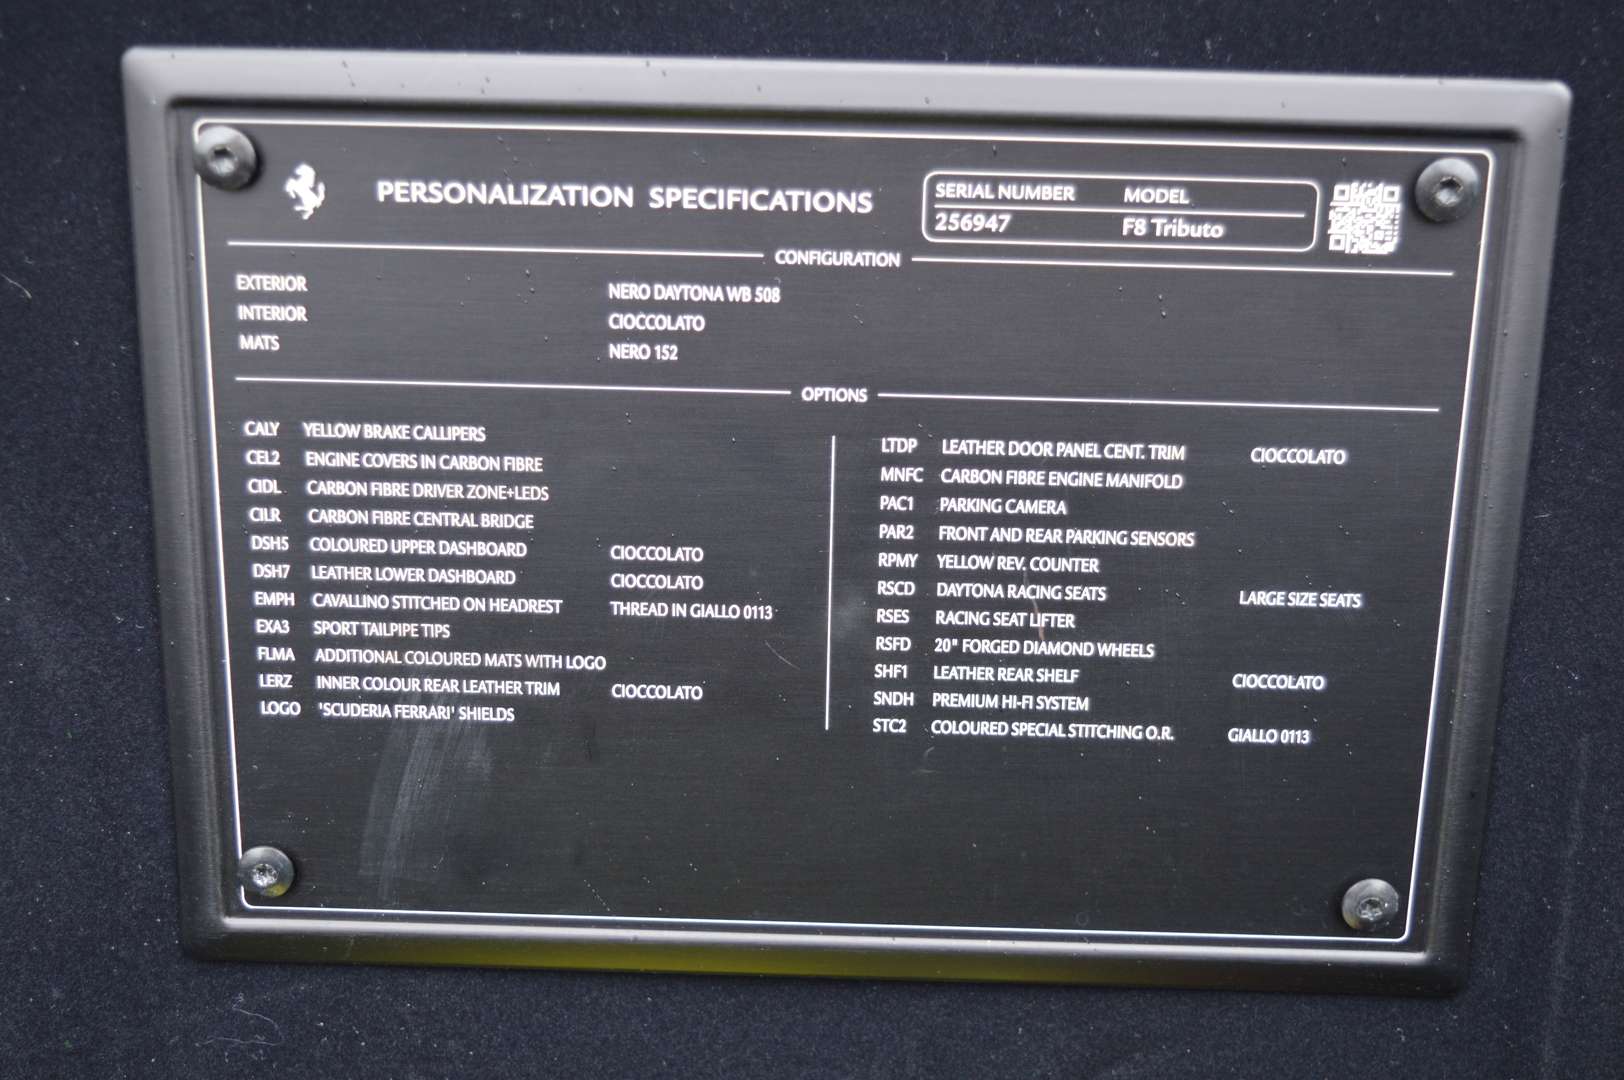 PERSONALIZATION SPECIFICATIONS
SERIAL NUMBER MODEL
256947 F8 Tributo
CONFIGURATION
EXTERIOR NERO DAYTONA WB 508
INTERIOR CIOCCOLATO
MATS NERO 152
OPTIONS
CALY YELLOW BRAKE CALLIPERS
CEL2 ENGINE COVERS IN CARBON FIBRE
CIDL CARBON FIBRE DRIVER ZONE+LEDS
CILR CARBON FIBRE CENTRAL BRIDGE
DSH5 COLOURED UPPER DASHBOARD CIOCCOLATO
DSH7 LEATHER LOWER DASHBOARD CIOCCOLATO
EMPH CAVALLINO STITCHED ON HEADREST THREAD IN GIALLO 0113
EXA3 SPORT TAILPIPE TIPS
FLMA ADDITIONAL COLOURED MATS WITH LOGO
LERZ INNER COLOUR REAR LEATHER TRIM CIOCCOLATO
LOGO 'SCUDERIA FERRARI' SHIELDS
LTDP LEATHER DOOR PANEL CENT. TRIM CIOCCOLATO
MNFC CARBON FIBRE ENGINE MANIFOLD
PAC1 PARKING CAMERA
PAR2 FRONT AND REAR PARKING SENSORS
RPMY YELLOW REV. COUNTER
RSCD DAYTONA RACING SEATS LARGE SIZE SEATS
RSES RACING SEAT LIFTER
RSFD 20" FORGED DIAMOND WHEELS
SHF1 LEATHER REAR SHELF CIOCCOLATO
SNDH PREMIUM HI-FI SYSTEM
STC2 COLOURED SPECIAL STITCHING O.R. GIALLO 0113